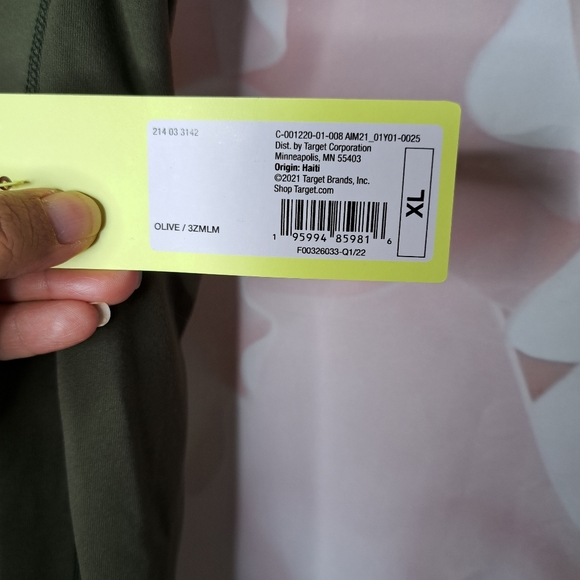 214 03 3142
C-001220-01-008 AIM21_01Y01-0025
Dist. by Target Corporation
Minneapolis, MN 55403
Origin: Haiti
©2021 Target Brands, Inc.
Shop Target.com
XL
OLIVE / 3ZMLM
1 95994 85981 6
F00326033-Q1/22